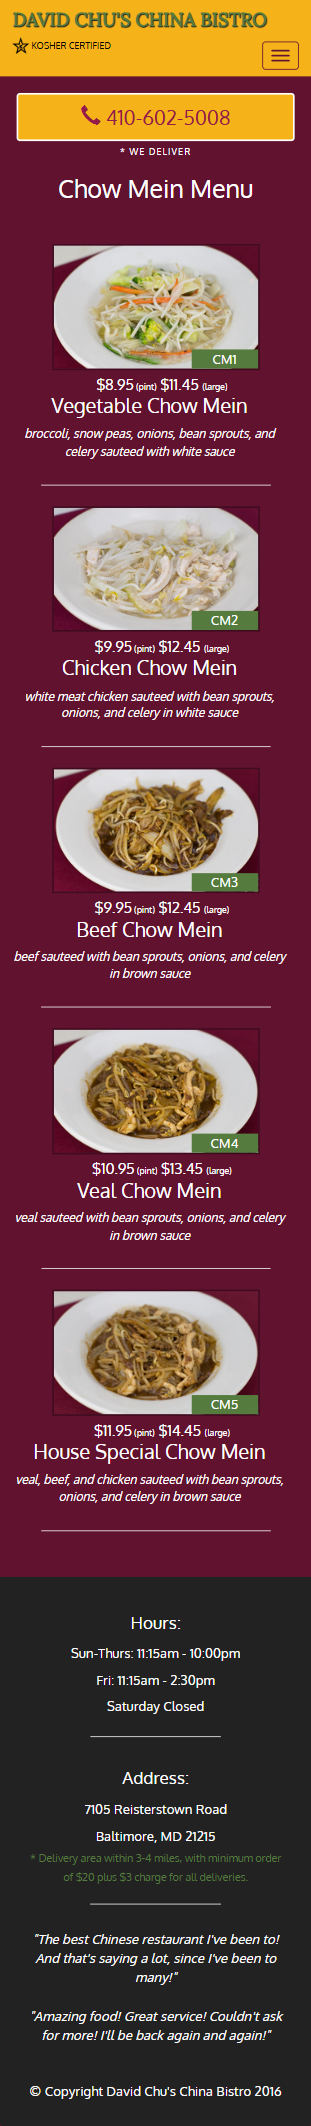 DAVID CHU'S CHINA BISTRO
KOSHER CERTIFIED
410-602-5008
* WE DELIVER
Chow Mein Menu
CM1
$8.95 (pint) $11.45 (large)
Vegetable Chow Mein
broccoli, snow peas, onions, bean sprouts, and
celery sauteed with white sauce
CM2
$9.95 (pint) $12.45 (large)
Chicken Chow Mein
white meat chicken sauteed with bean sprouts,
onions, and celery in white sauce
CM3
$9.95 (pint) $12.45 (large)
Beef Chow Mein
beef sauteed with bean sprouts, onions, and celery
in brown sauce
CM4
$10.95 (pint) $13.45 (large)
Veal Chow Mein
veal sauteed with bean sprouts, onions, and celery
in brown sauce
CM5
$11.95 (pint) $14.45 (large)
House Special Chow Mein
veal, beef, and chicken sauteed with bean sprouts,
onions, and celery in brown sauce
Hours:
Sun-Thurs: 11:15am - 10:00pm
Fri: 11:15am - 2:30pm
Saturday Closed
Address:
7105 Reisterstown Road
Baltimore, MD 21215
* Delivery area within 3-4 miles, with minimum order
of $20 plus $3 charge for all deliveries.
"The best Chinese restaurant I've been to!
And that's saying a lot, since I've been to
many!"
"Amazing food! Great service! Couldn't ask
for more! I'll be back again and again!"
© Copyright David Chu's China Bistro 2016